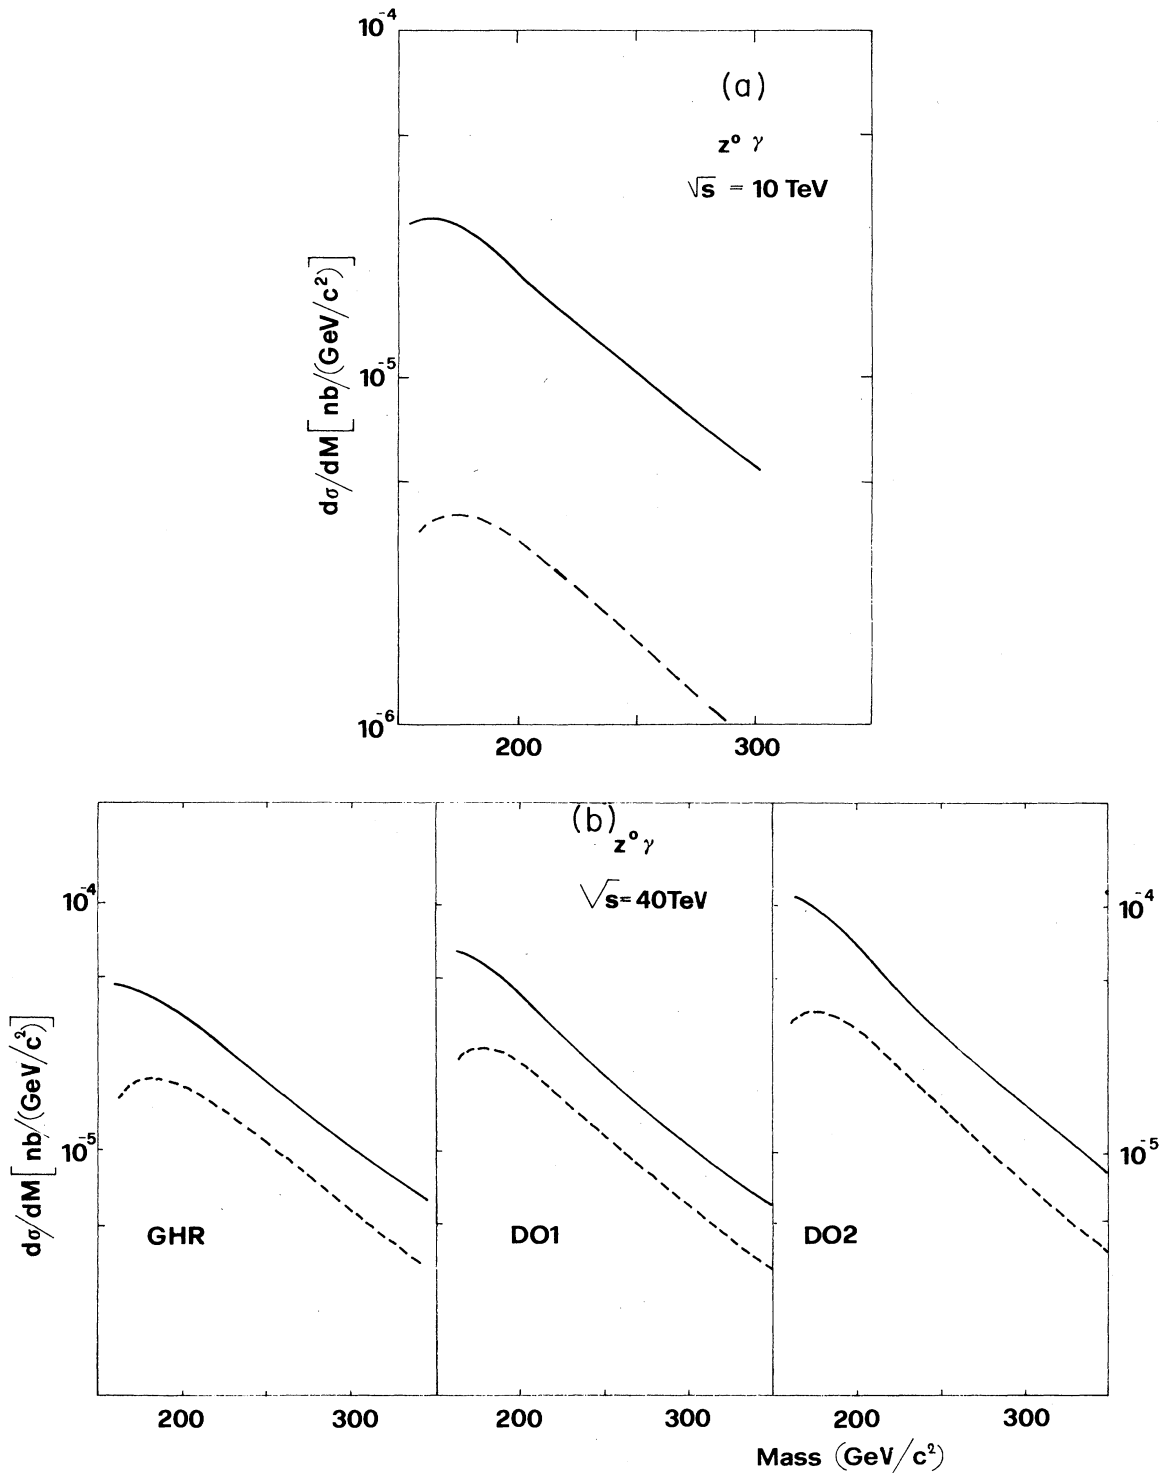 10⁻⁴
(a)
z⁰ γ
√s = 10 TeV
dσ/dM[nb/(GeV/c²)]
10⁻⁵
10⁻⁶
200 300
(b)
z⁰ γ
√s=40TeV
10⁻⁴ 10⁻⁴
dσ/dM[nb/(GeV/c²)]
10⁻⁵ 10⁻⁵
GHR DO1 DO2
200 300 200 300 200 300
Mass (GeV/c²)